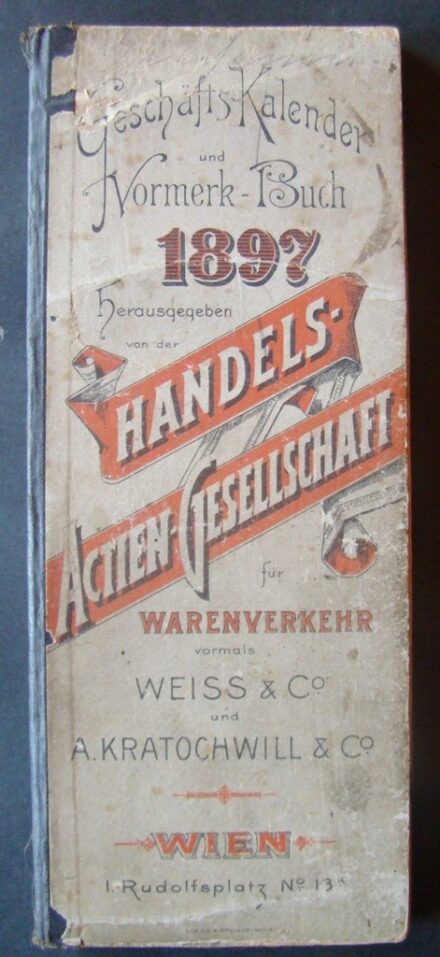 Geschäfts-Kalender
und
Vormerk-Buch
1897
Herausgegeben
von der
HANDELS-
ACTIEN-GESELLSCHAFT
für
WARENVERKEHR
vormals
WEISS & Co
und
A. KRATOCHWILL & Co
WIEN
I. Rudolfsplatz No 13A